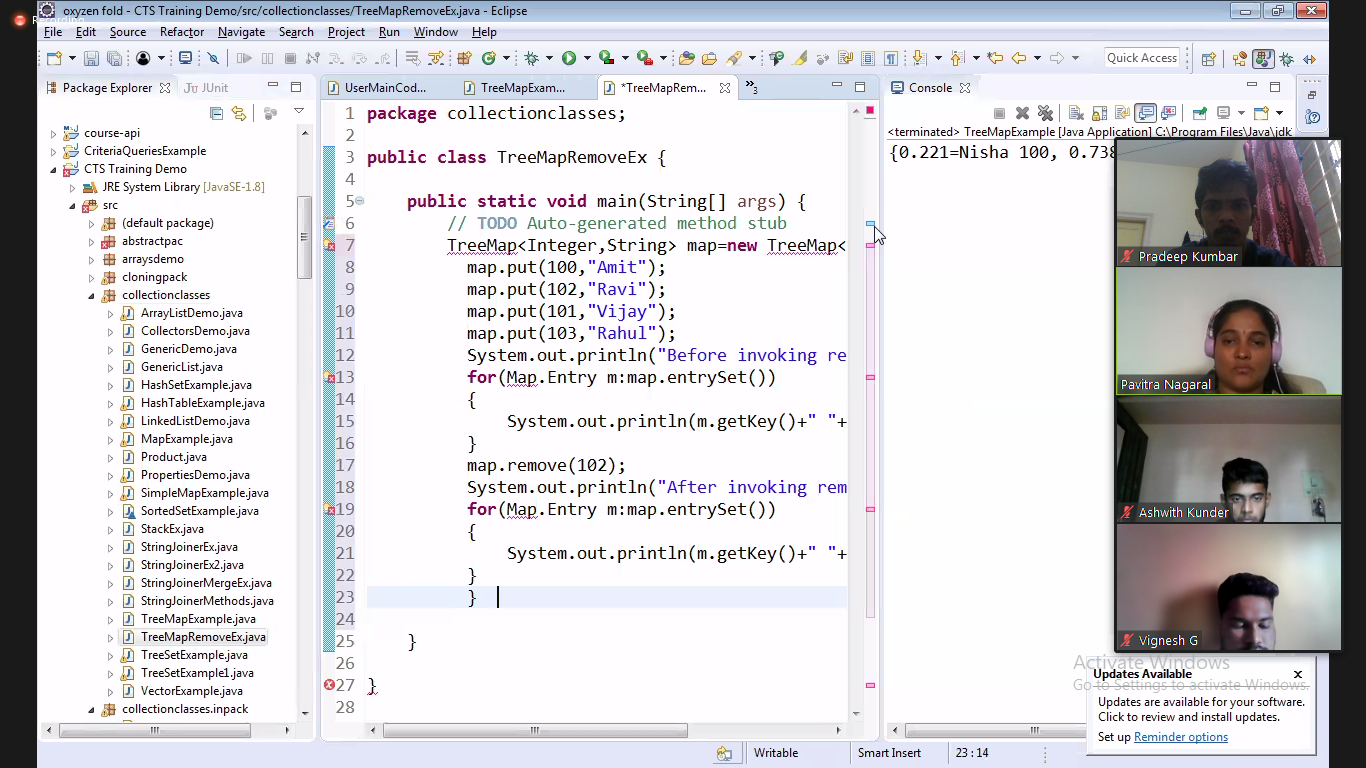 Recording
oxyzen fold - CTS Training Demo/src/collectionclasses/TreeMapRemoveEx.java - Eclipse
File Edit Source Refactor Navigate Search Project Run Window Help
Quick Access
Package Explorer
JUnit
course-api
CriteriaQueriesExample
CTS Training Demo
JRE System Library [JavaSE-1.8]
src
(default package)
abstractpac
arraysdemo
cloningpack
collectionclasses
ArrayListDemo.java
CollectorsDemo.java
GenericDemo.java
GenericList.java
HashSetExample.java
HashTableExample.java
LinkedListDemo.java
MapExample.java
Product.java
PropertiesDemo.java
SimpleMapExample.java
SortedSetExample.java
StackEx.java
StringJoinerEx.java
StringJoinerEx2.java
StringJoinerMergeEx.java
StringJoinerMethods.java
TreeMapExample.java
TreeMapRemoveEx.java
TreeSetExample.java
TreeSetExample1.java
VectorExample.java
collectionclasses.inpack
UserMainCod... TreeMapExam... *TreeMapRem... »3
1 package collectionclasses;
2
3 public class TreeMapRemoveEx {
4
5 public static void main(String[] args) {
6 // TODO Auto-generated method stub
7 TreeMap<Integer,String> map=new TreeMap<
8 map.put(100,"Amit");
9 map.put(102,"Ravi");
10 map.put(101,"Vijay");
11 map.put(103,"Rahul");
12 System.out.println("Before invoking re
13 for(Map.Entry m:map.entrySet())
14 {
15 System.out.println(m.getKey()+" "+
16 }
17 map.remove(102);
18 System.out.println("After invoking rem
19 for(Map.Entry m:map.entrySet())
20 {
21 System.out.println(m.getKey()+" "+
22 }
23 }
24
25 }
26
27 }
28
Console
<terminated> TreeMapExample [Java Application] C:\Program Files\Java\jdk
{0.221=Nisha 100, 0.738
Pradeep Kumbar
Pavitra Nagaral
Ashwith Kunder
Vignesh G
Activate Windows
Go to Settings to activate Windows.
Updates Available
Updates are available for your software.
Click to review and install updates.
Set up Reminder options
Writable
Smart Insert
23 : 14